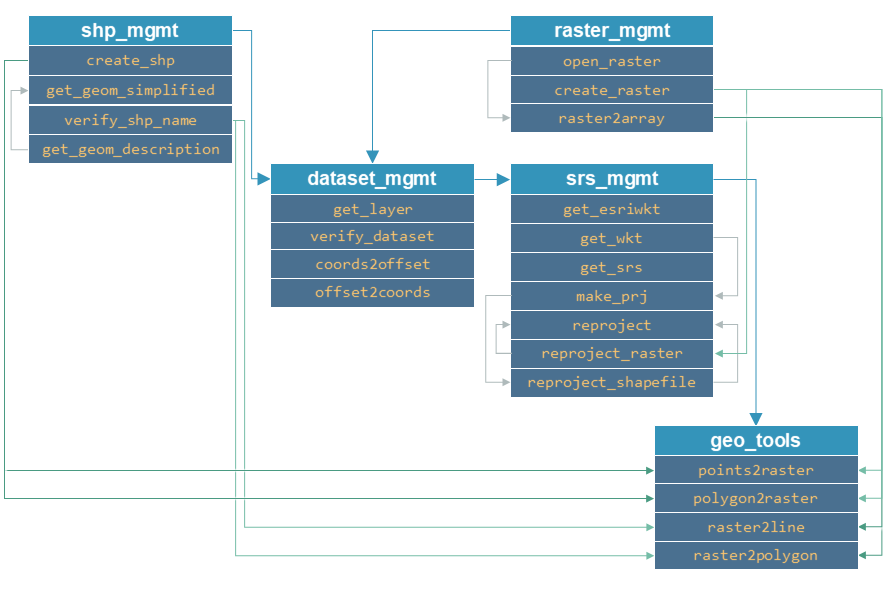 shp_mgmt
create_shp
get_geom_simplified
verify_shp_name
get_geom_description
raster_mgmt
open_raster
create_raster
raster2array
dataset_mgmt
get_layer
verify_dataset
coords2offset
offset2coords
srs_mgmt
get_esriwkt
get_wkt
get_srs
make_prj
reproject
reproject_raster
reproject_shapefile
geo_tools
points2raster
polygon2raster
raster2line
raster2polygon